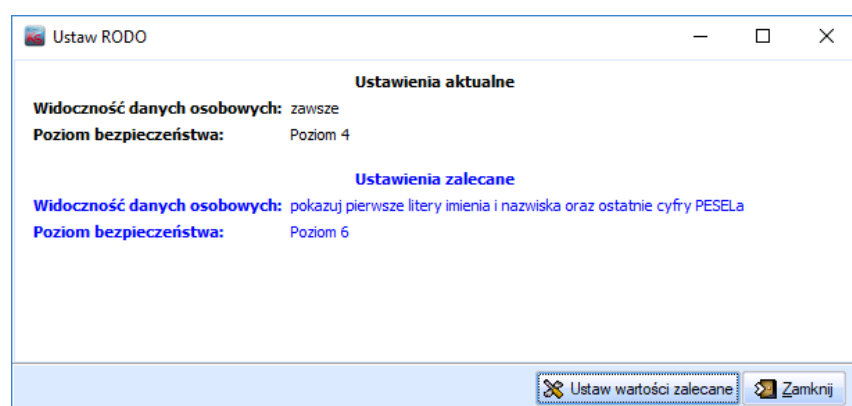 KS Ustaw RODO
Ustawienia aktualne
Widoczność danych osobowych: zawsze
Poziom bezpieczeństwa: Poziom 4
Ustawienia zalecane
Widoczność danych osobowych: pokazuj pierwsze litery imienia i nazwiska oraz ostatnie cyfry PESELa
Poziom bezpieczeństwa: Poziom 6
Ustaw wartości zalecane Zamknij